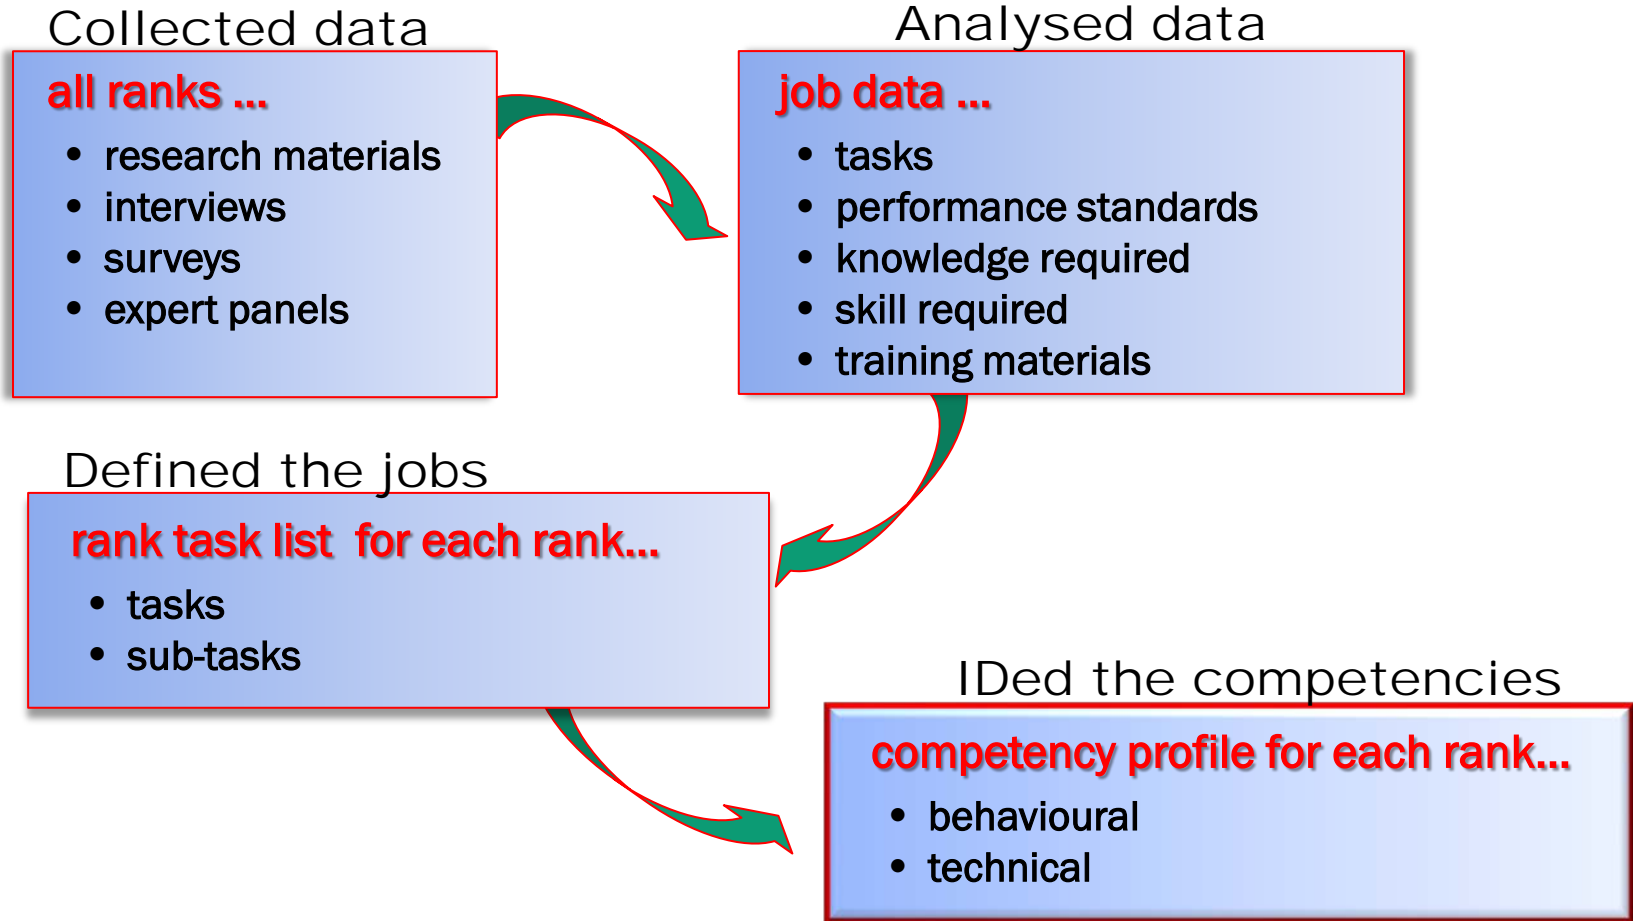 Collected data
all ranks ...
• research materials
• interviews
• surveys
• expert panels
Analysed data
job data ...
• tasks
• performance standards
• knowledge required
• skill required
• training materials
Defined the jobs
rank task list  for each rank...
• tasks
• sub-tasks
IDed the competencies
competency profile for each rank...
• behavioural
• technical